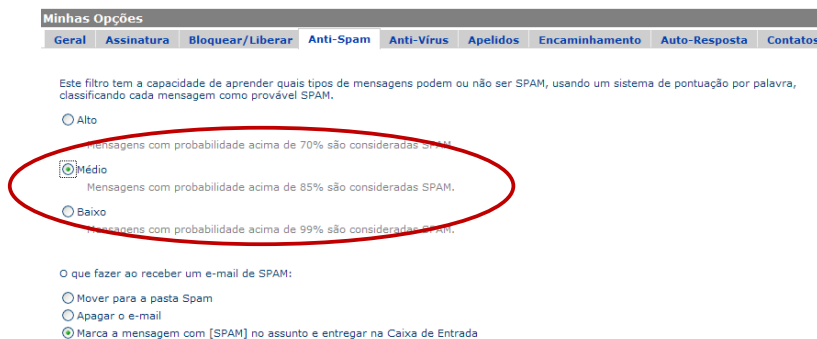 Minhas Opções
Geral Assinatura Bloquear/Liberar Anti-Spam Anti-Vírus Apelidos Encaminhamento Auto-Resposta Contatos
Este filtro tem a capacidade de aprender quais tipos de mensagens podem ou não ser SPAM, usando um sistema de pontuação por palavra,
classificando cada mensagem como provável SPAM.
Alto
Mensagens com probabilidade acima de 70% são consideradas SPAM.
Médio
Mensagens com probabilidade acima de 85% são consideradas SPAM.
Baixo
Mensagens com probabilidade acima de 99% são consideradas SPAM.
O que fazer ao receber um e-mail de SPAM:
Mover para a pasta Spam
Apagar o e-mail
Marca a mensagem com [SPAM] no assunto e entregar na Caixa de Entrada